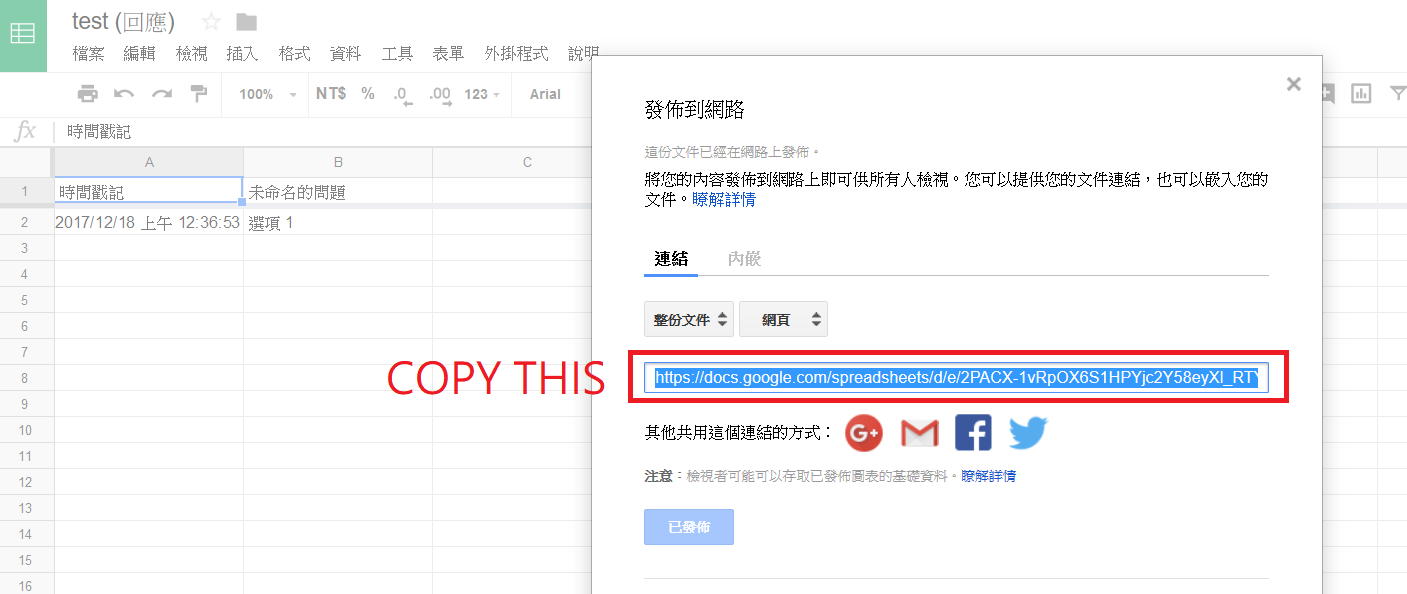 test (回應)
檔案 編輯 檢視 插入 格式 資料 工具 表單 外掛程式 說明
100% NT$ % .0 .00 123 Arial
fx 時間戳記
A B C
1 時間戳記 未命名的問題
2 2017/12/18 上午 12:36:53 選項 1
3
4
5
6
7
8
9
10
11
12
13
14
15
16
發佈到網路
這份文件已經在網路上發佈。
將您的內容發佈到網路上即可供所有人檢視。您可以提供您的文件連結，也可以嵌入您的
文件。瞭解詳情
連結 內嵌
整份文件 網頁
COPY THIS
https://docs.google.com/spreadsheets/d/e/2PACX-1vRpOX6S1HPYjc2Y58eyXl_RTY
其他共用這個連結的方式：
G+ f
注意：檢視者可能可以存取已發佈圖表的基礎資料。瞭解詳情
已發佈